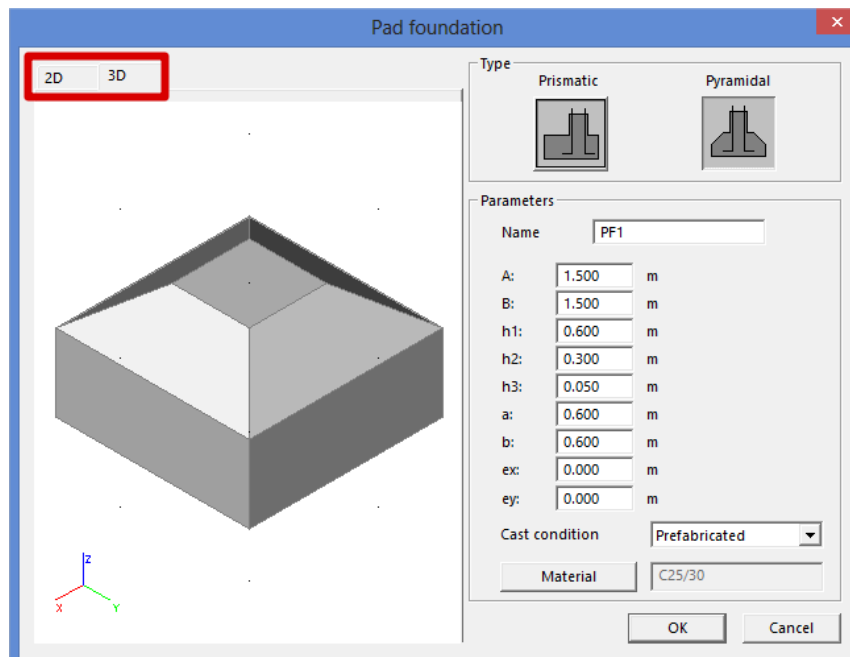 Pad foundation
2D 3D
Type
Prismatic Pyramidal
Parameters
Name PF1
A: 1.500 m
B: 1.500 m
h1: 0.600 m
h2: 0.300 m
h3: 0.050 m
a: 0.600 m
b: 0.600 m
ex: 0.000 m
ey: 0.000 m
Cast condition Prefabricated
Material C25/30
z
x Y
OK Cancel